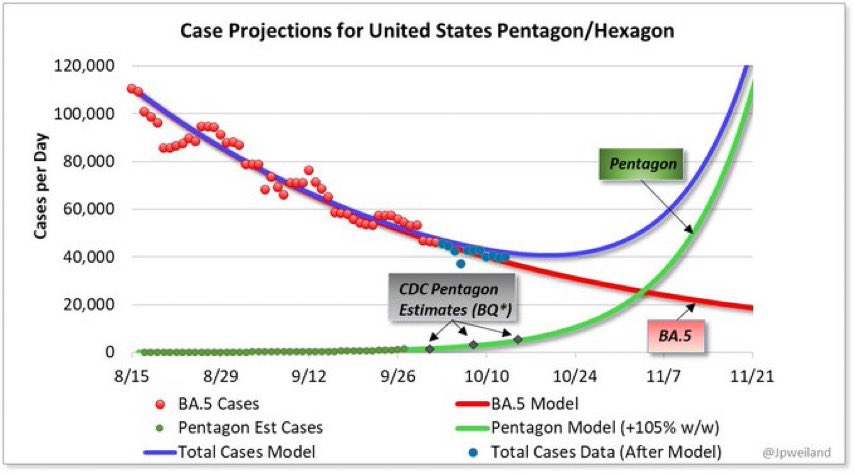 Case Projections for United States Pentagon/Hexagon
120,000
100,000
80,000
60,000
40,000
20,000
0
Cases per Day
Pentagon
CDC Pentagon
Estimates (BQ*)
BA.5
8/15 8/29 9/12 9/26 10/10 10/24 11/7 11/21
BA.5 Cases BA.5 Model
Pentagon Est Cases Pentagon Model (+105% w/w)
Total Cases Model Total Cases Data (After Model)
@Jpweiland